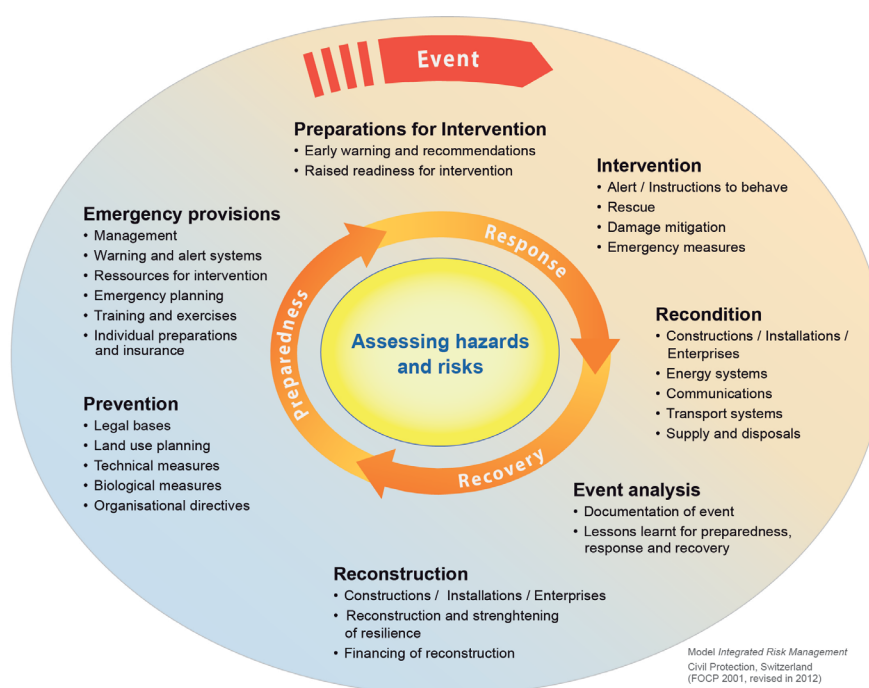 Event
Preparations for Intervention
• Early warning and recommendations
• Raised readiness for intervention
Intervention
• Alert / Instructions to behave
• Rescue
• Damage mitigation
• Emergency measures
Emergency provisions
• Management
• Warning and alert systems
• Ressources for intervention
• Emergency planning
• Training and exercises
• Individual preparations
and insurance
Response
Preparedness
Recovery
Assessing hazards
and risks
Recondition
• Constructions / Installations /
Enterprises
• Energy systems
• Communications
• Transport systems
• Supply and disposals
Prevention
• Legal bases
• Land use planning
• Technical measures
• Biological measures
• Organisational directives
Event analysis
• Documentation of event
• Lessons learnt for preparedness,
response and recovery
Reconstruction
• Constructions / Installations / Enterprises
• Reconstruction and strenghtening
of resilience
• Financing of reconstruction
Model Integrated Risk Management
Civil Protection, Switzerland
(FOCP 2001, revised in 2012)